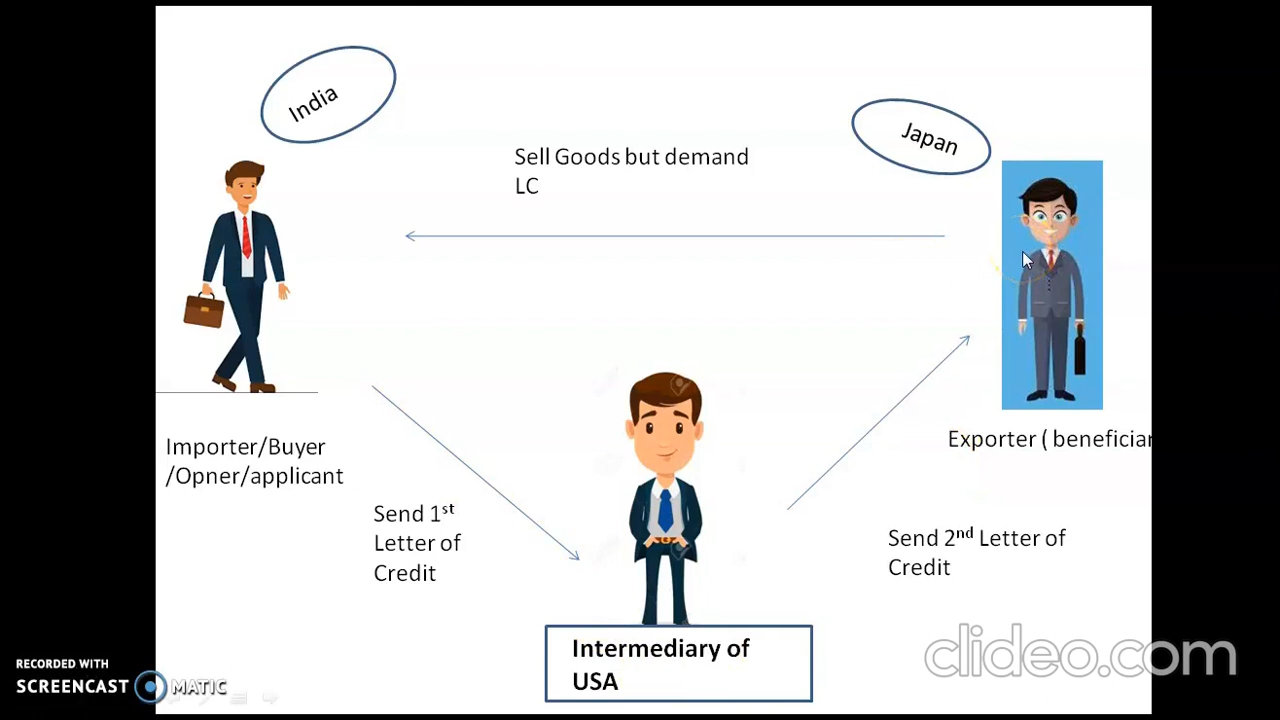 India
Japan
Sell Goods but demand
LC
Importer/Buyer
/Opner/applicant
Exporter ( beneficiar
Send 1st
Letter of
Credit
Send 2nd Letter of
Credit
Intermediary of
USA
clideo.com
RECORDED WITH
SCREENCAST MATIC